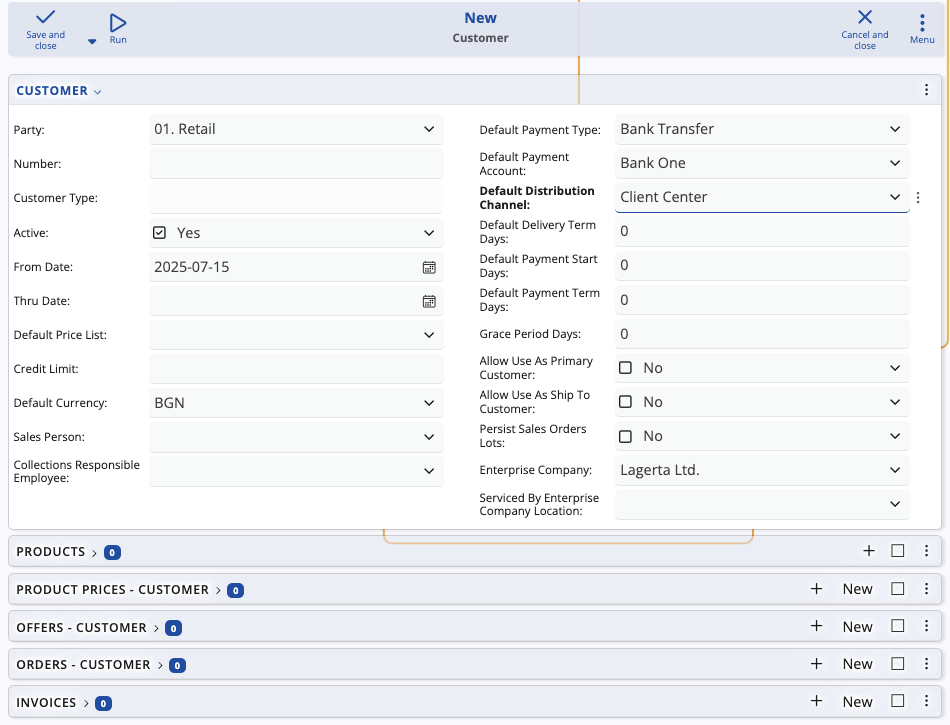 Save and
close
Run
New
Customer
Cancel and
close
Menu
CUSTOMER
Party:
01. Retail
Number:
Customer Type:
Active:
Yes
From Date:
2025-07-15
Thru Date:
Default Price List:
Credit Limit:
Default Currency:
BGN
Sales Person:
Collections Responsible
Employee:
Default Payment Type:
Bank Transfer
Default Payment
Account:
Bank One
Default Distribution
Channel:
Client Center
Default Delivery Term
Days:
0
Default Payment Start
Days:
0
Default Payment Term
Days:
0
Grace Period Days:
0
Allow Use As Primary
Customer:
No
Allow Use As Ship To
Customer:
No
Persist Sales Orders
Lots:
No
Enterprise Company:
Lagerta Ltd.
Serviced By Enterprise
Company Location:
PRODUCTS 0
PRODUCT PRICES - CUSTOMER 0 New
OFFERS - CUSTOMER 0 New
ORDERS - CUSTOMER 0 New
INVOICES 0 New